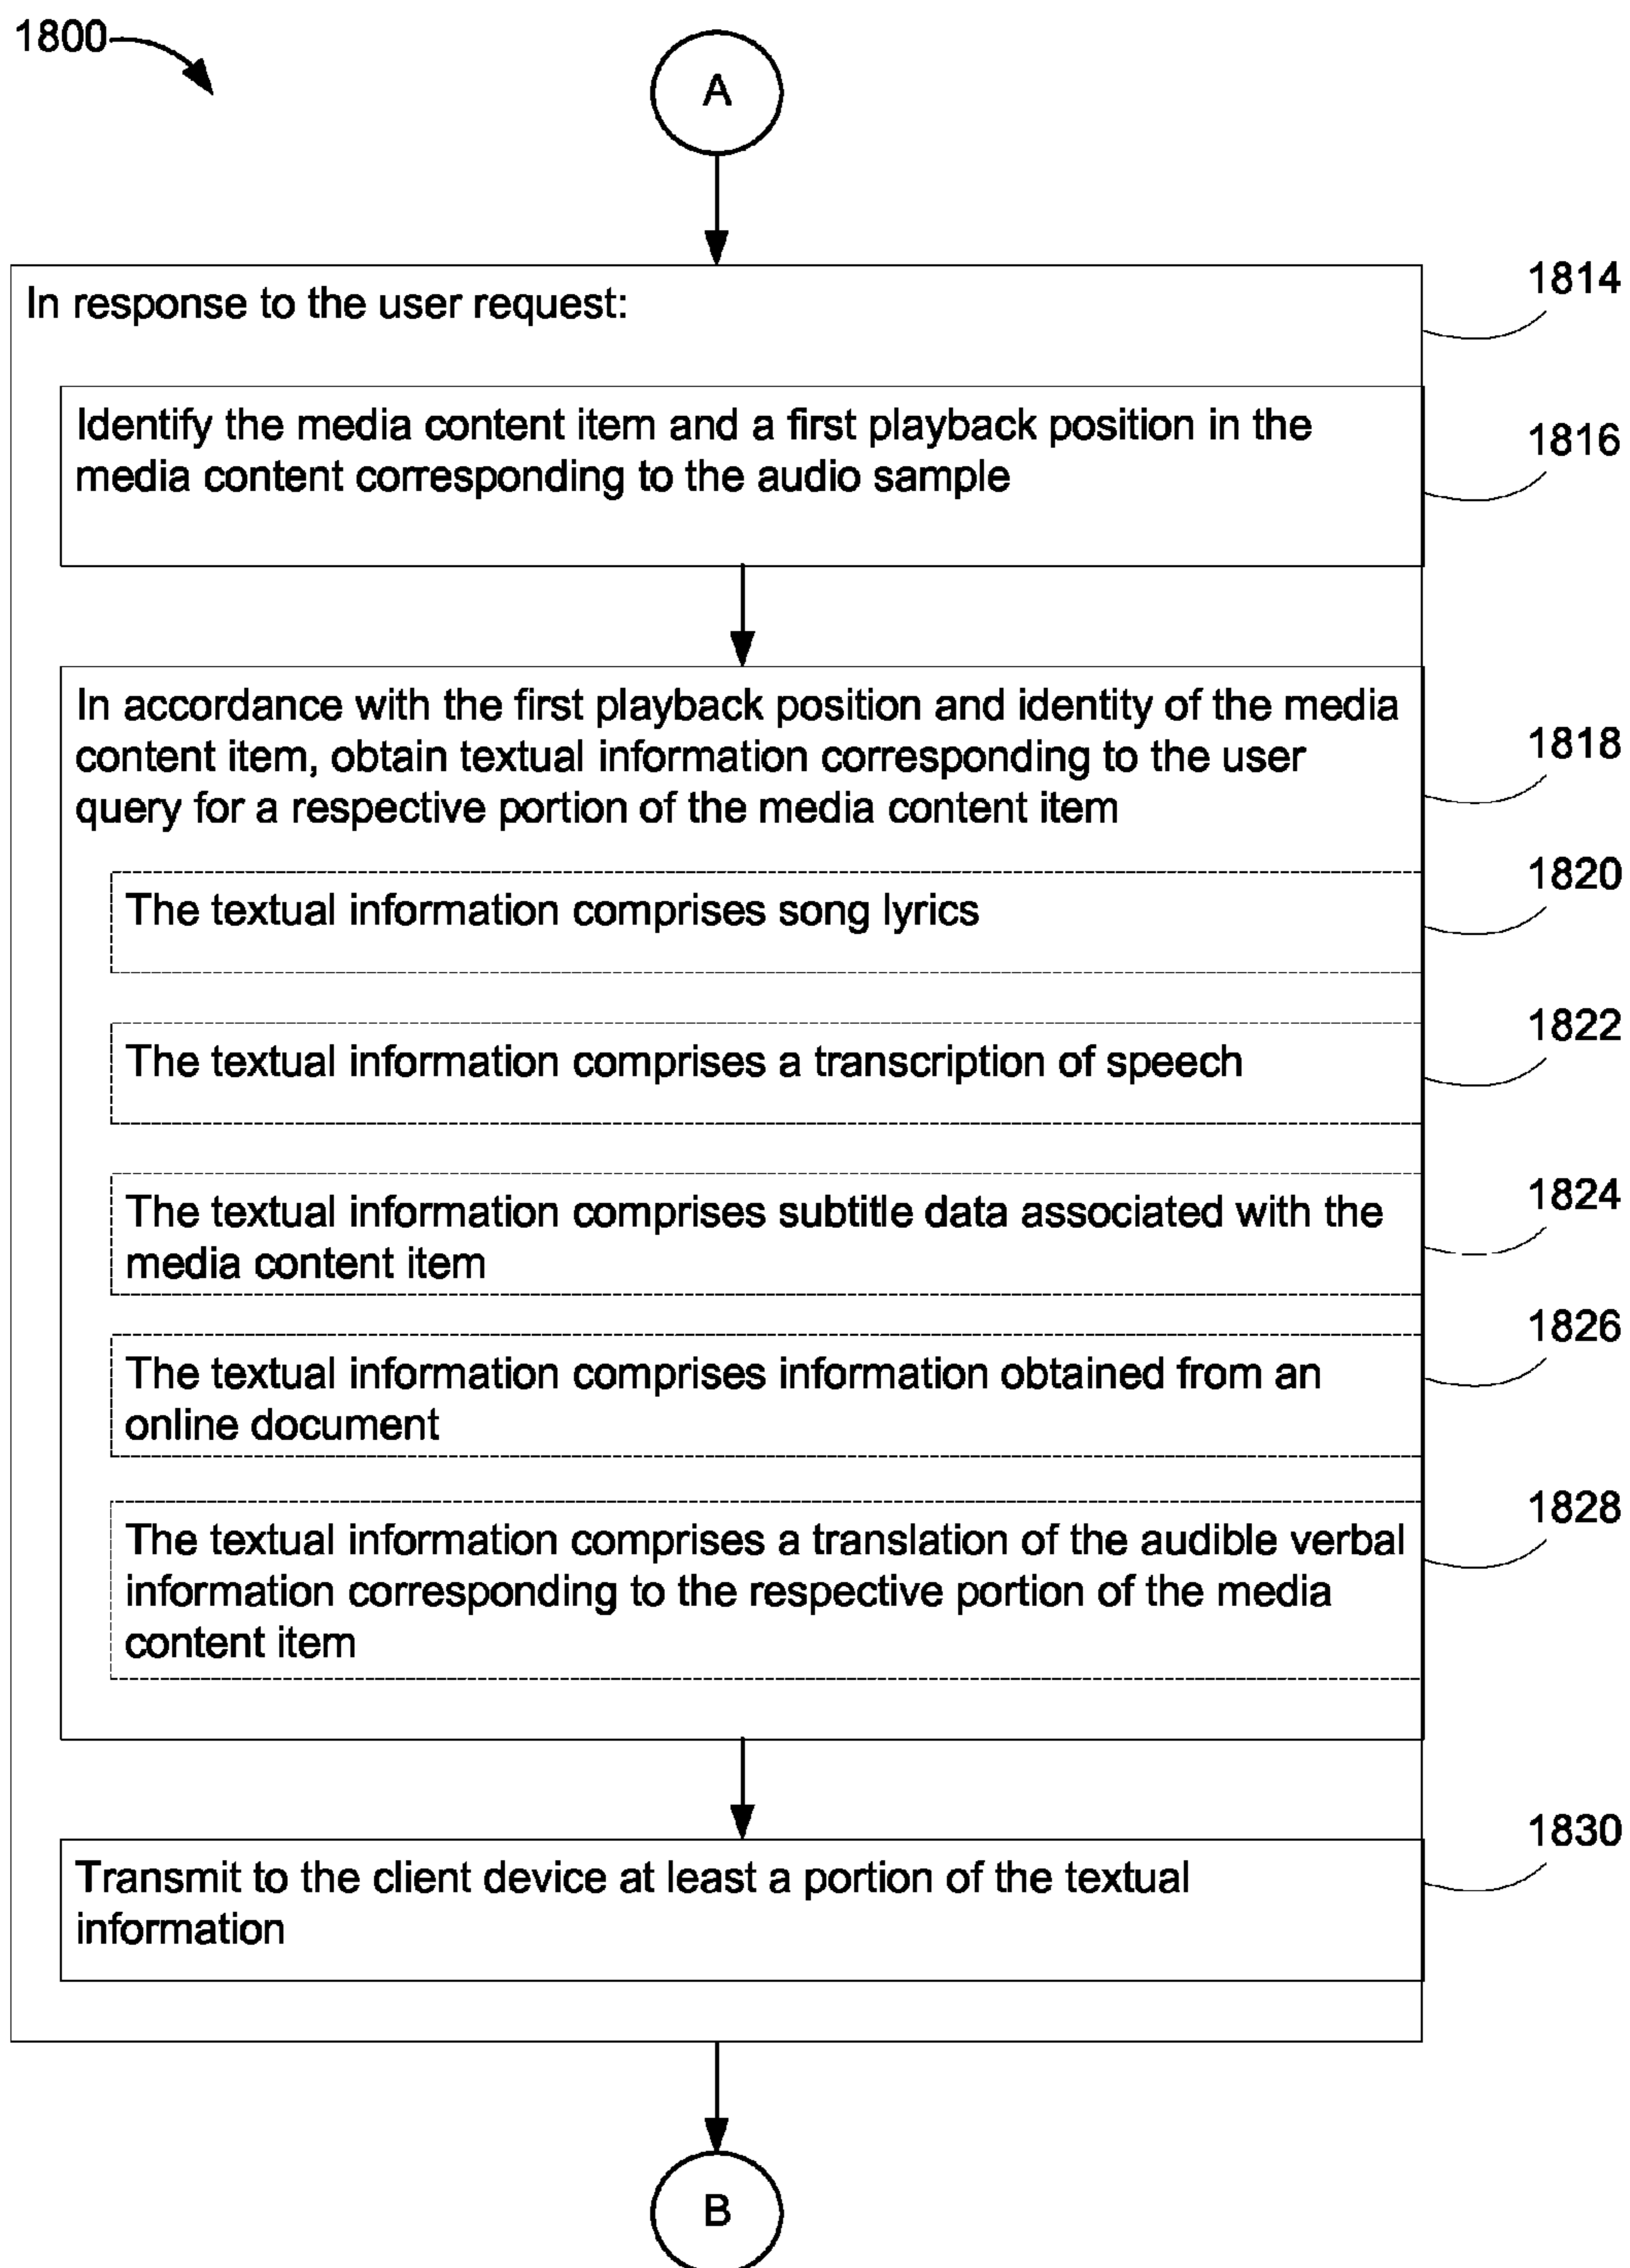 1800
A
In response to the user request:
1814
Identify the media content item and a first playback position in the
media content corresponding to the audio sample
1816
In accordance with the first playback position and identity of the media
content item, obtain textual information corresponding to the user
query for a respective portion of the media content item
1818
The textual information comprises song lyrics
1820
The textual information comprises a transcription of speech
1822
The textual information comprises subtitle data associated with the
media content item
1824
The textual information comprises information obtained from an
online document
1826
The textual information comprises a translation of the audible verbal
information corresponding to the respective portion of the media
content item
1828
Transmit to the client device at least a portion of the textual
information
1830
B